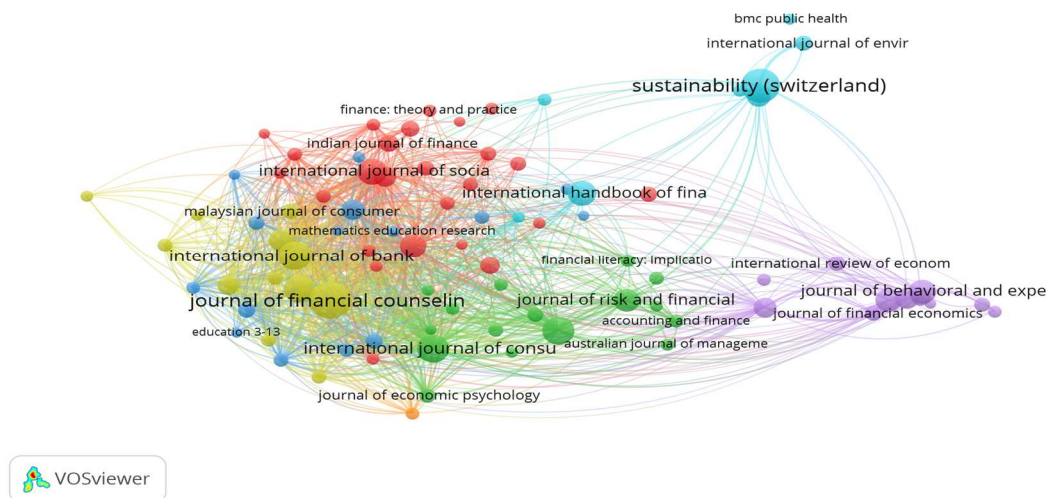 bmc public health
international journal of envir
sustainability (switzerland)
finance: theory and practice
indian journal of finance
international journal of socia
international handbook of fina
malaysian journal of consumer
mathematics education research
international journal of bank
financial literacy: implicatio
international review of econom
journal of behavioral and expe
journal of financial counselin
journal of risk and financial
journal of financial economics
accounting and finance
education 3-13
australian journal of manageme
international journal of consu
journal of economic psychology
VOSviewer